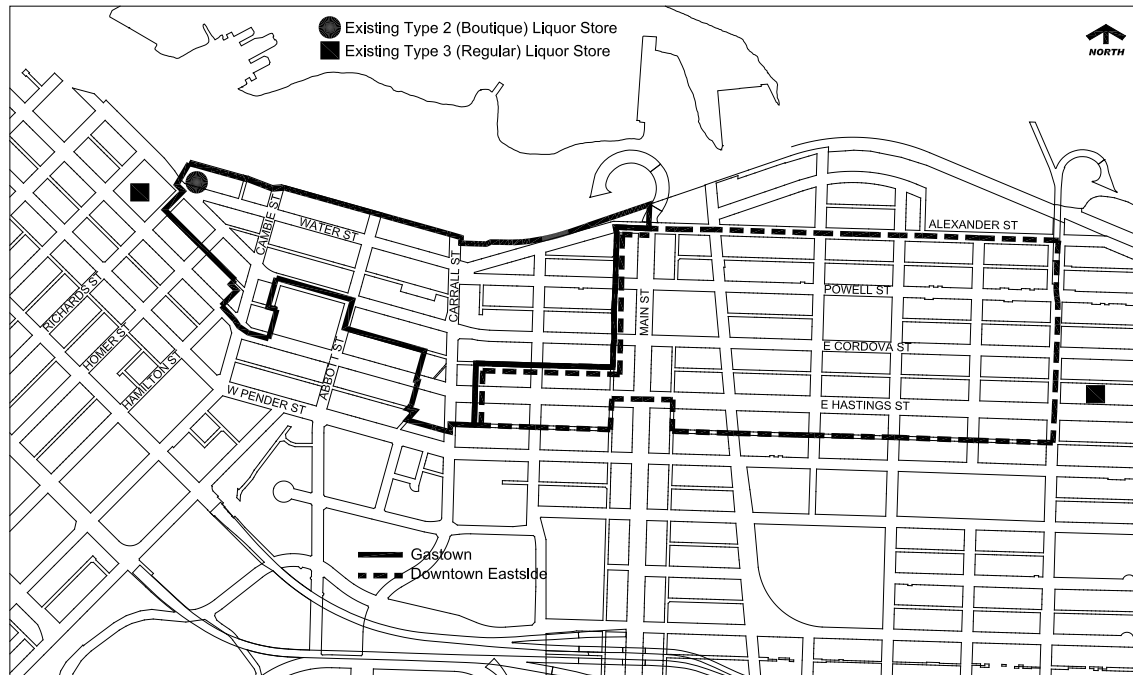 Existing Type 2 (Boutique) Liquor Store
Existing Type 3 (Regular) Liquor Store
NORTH
CAMBIE ST
WATER ST
ALEXANDER ST
CARRALL ST
RICHARDS ST
POWELL ST
MAIN ST
HOMER ST
ABBOT ST
E CORDOVA ST
HAMILTON ST
W PENDER ST
E HASTINGS ST
Gastown
Downtown Eastside